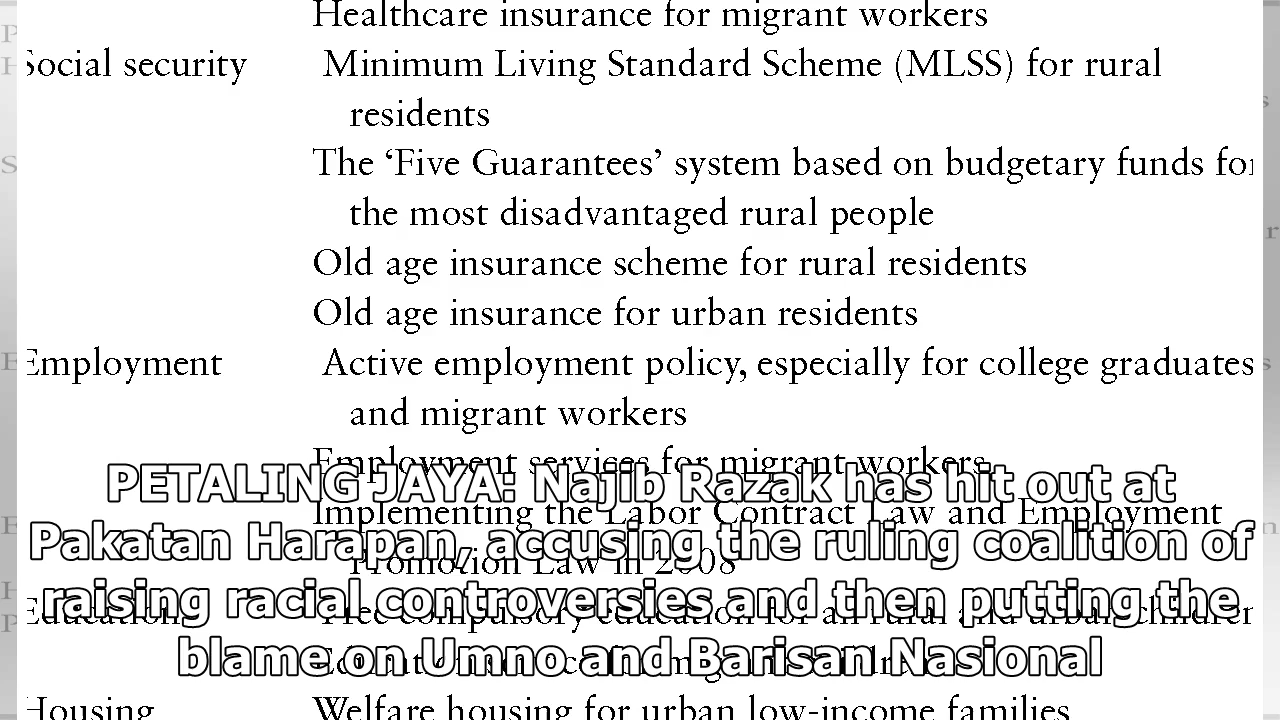 Healthcare insurance for migrant workers
Social security Minimum Living Standard Scheme (MLSS) for rural
residents
The ‘Five Guarantees’ system based on budgetary funds for
the most disadvantaged rural people
Old age insurance scheme for rural residents
Old age insurance for urban residents
Employment Active employment policy, especially for college graduates
and migrant workers
Employment services for migrant workers
PETALING JAYA: Najib Razak has hit out at
Implementing the Labor Contract Law and Employment
Pakatan Harapan, accusing the ruling coalition of
Promotion Law in 2008
raising racial controversies and then putting the
Education Free compulsory education for all rural and urban children
blame on Umno and Barisan Nasional
Housing Welfare housing for urban low-income families